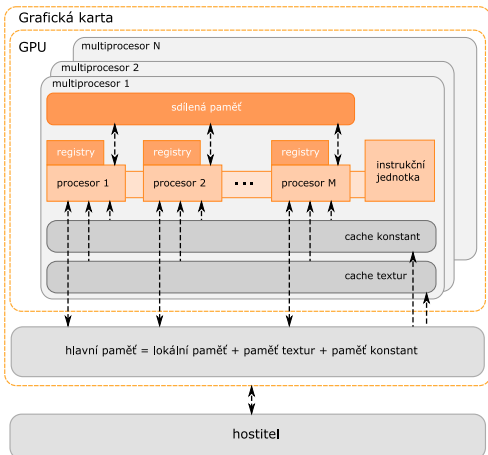 Grafická karta
GPU
multiprocesor N
multiprocesor 2
multiprocesor 1
sdílená paměť
registry
registry
registry
procesor 1
procesor 2
...
procesor M
instrukční
jednotka
cache konstant
cache textur
hlavní paměť = lokální paměť + paměť textur + paměť konstant
hostitel